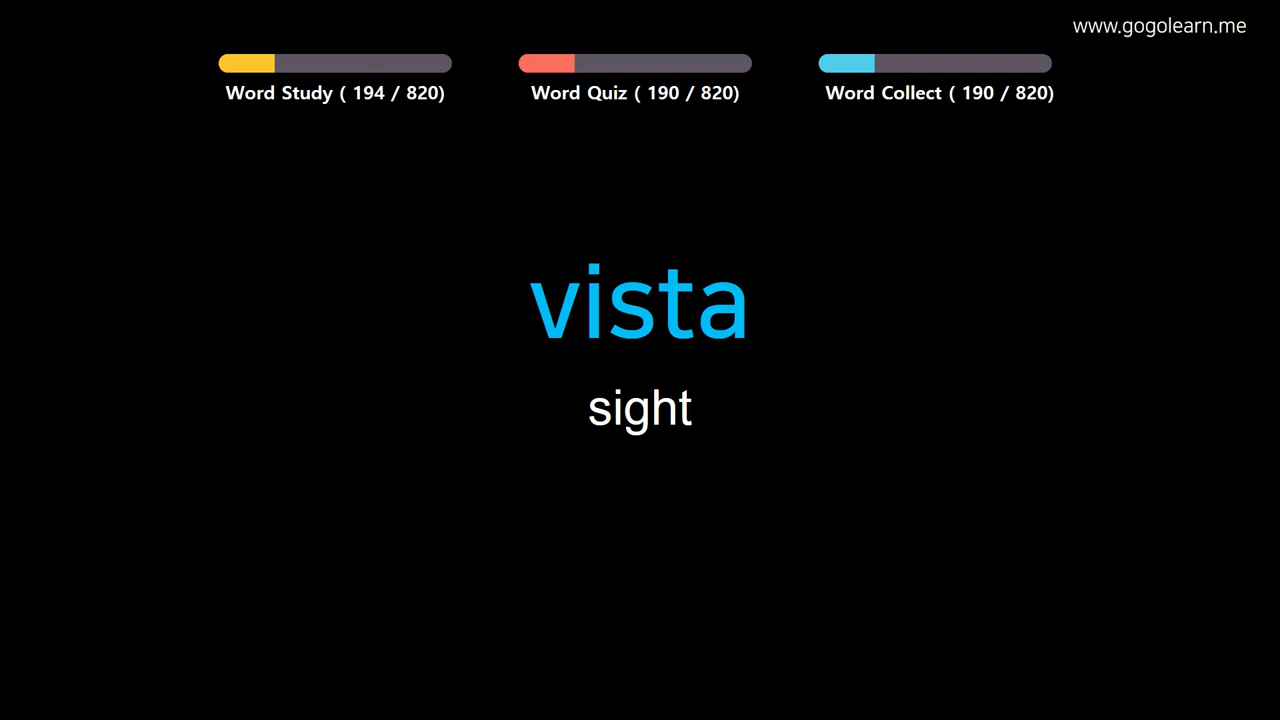 www.gogolearn.me
Word Study ( 194 / 820)
Word Quiz ( 190 / 820)
Word Collect ( 190 / 820)
vista
sight